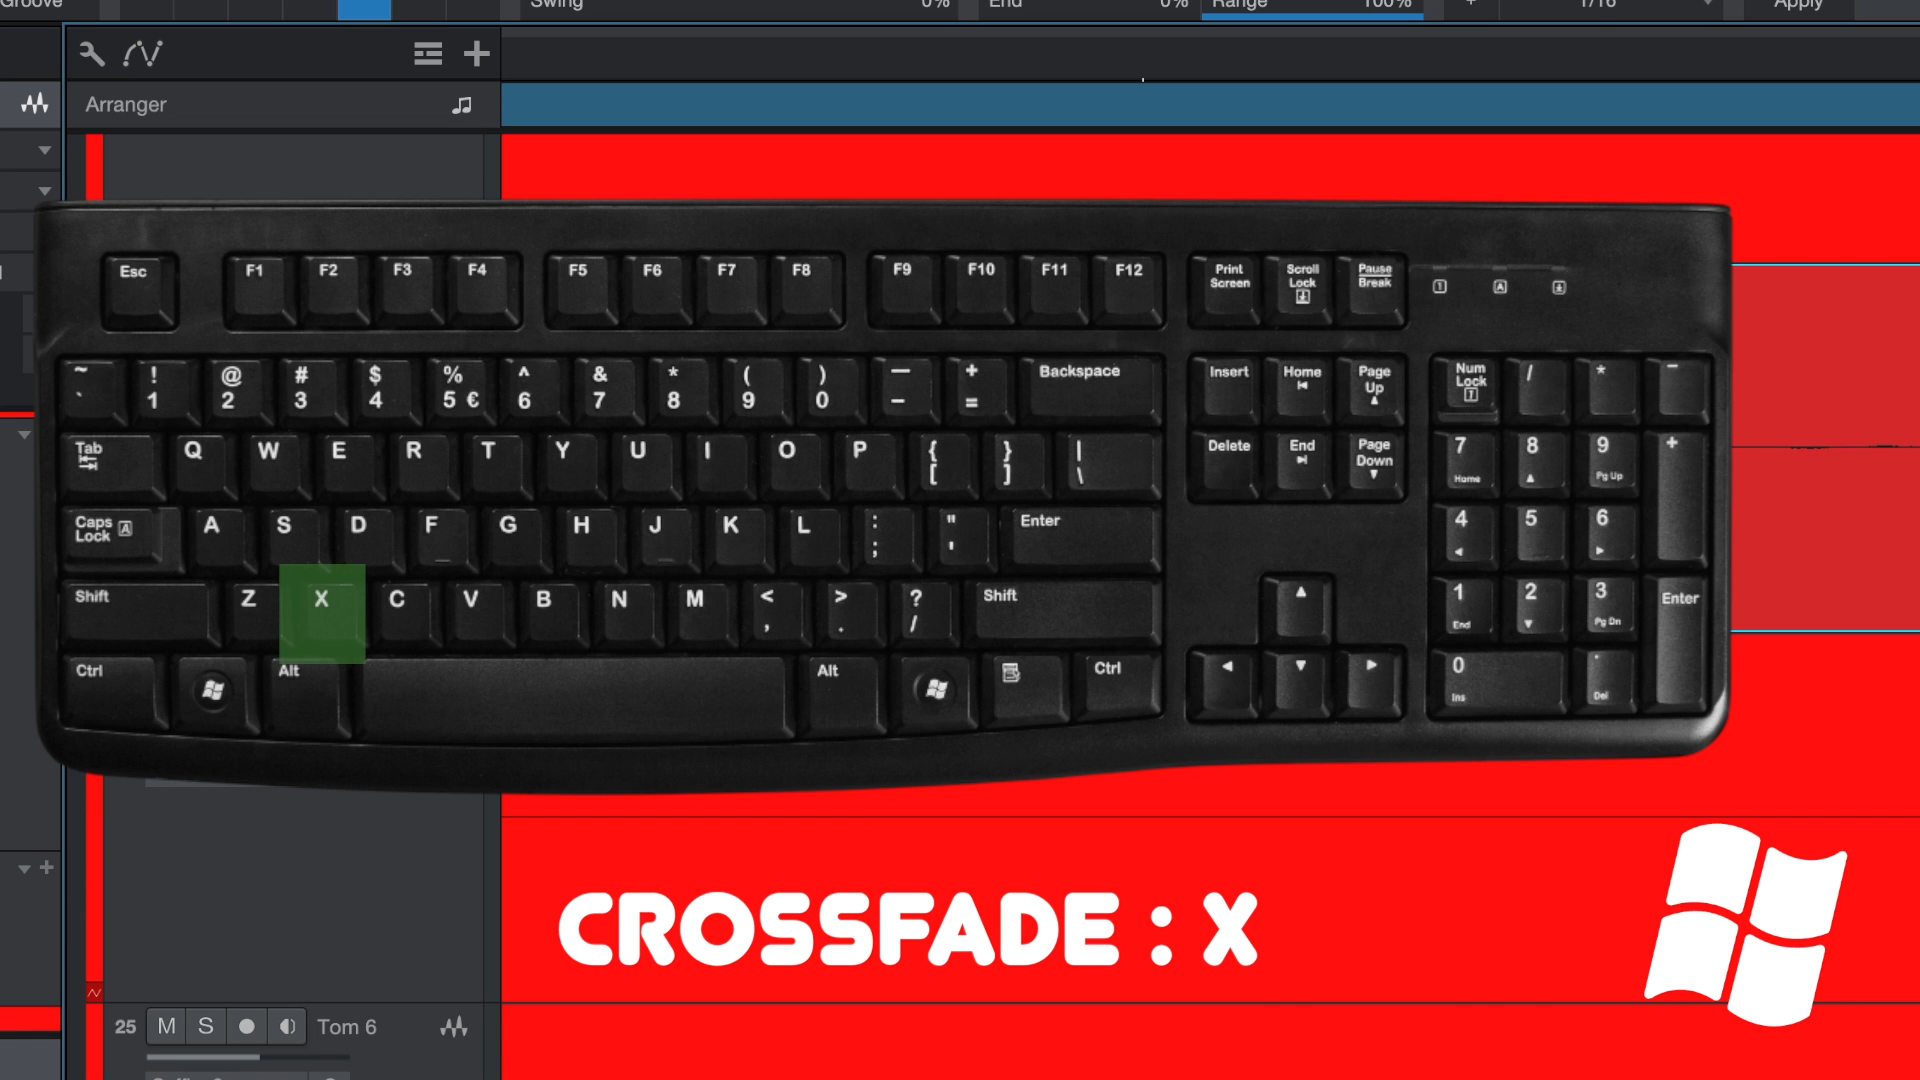 Groove Swing 0% End 0% Range 100% + 1/16 Apply
Arranger
Esc F1 F2 F3 F4 F5 F6 F7 F8 F9 F10 F11 F12 Print Screen Scroll Lock Pause Break 1 A
~ ` ! 1 @ 2 # 3 $ 4 % 5 € ^ 6 & 7 * 8 ( 9 ) 0 — – + = Backspace Insert Home Page Up Num Lock 1 / * –
Tab Q W E R T Y U I O P { [ } ] | \ Delete End Page Down 7 Home 8 9 Pg Up +
Caps Lock A A S D F _ G H J _ K L : ; " ' Enter 4 5 6
Shift Z X C V B N M < , > . ? / Shift 1 End 2 3 Pg Dn Enter
Ctrl Alt Alt Ctrl 0 Ins . Del
CROSSFADE : X
25 M S Tom 6